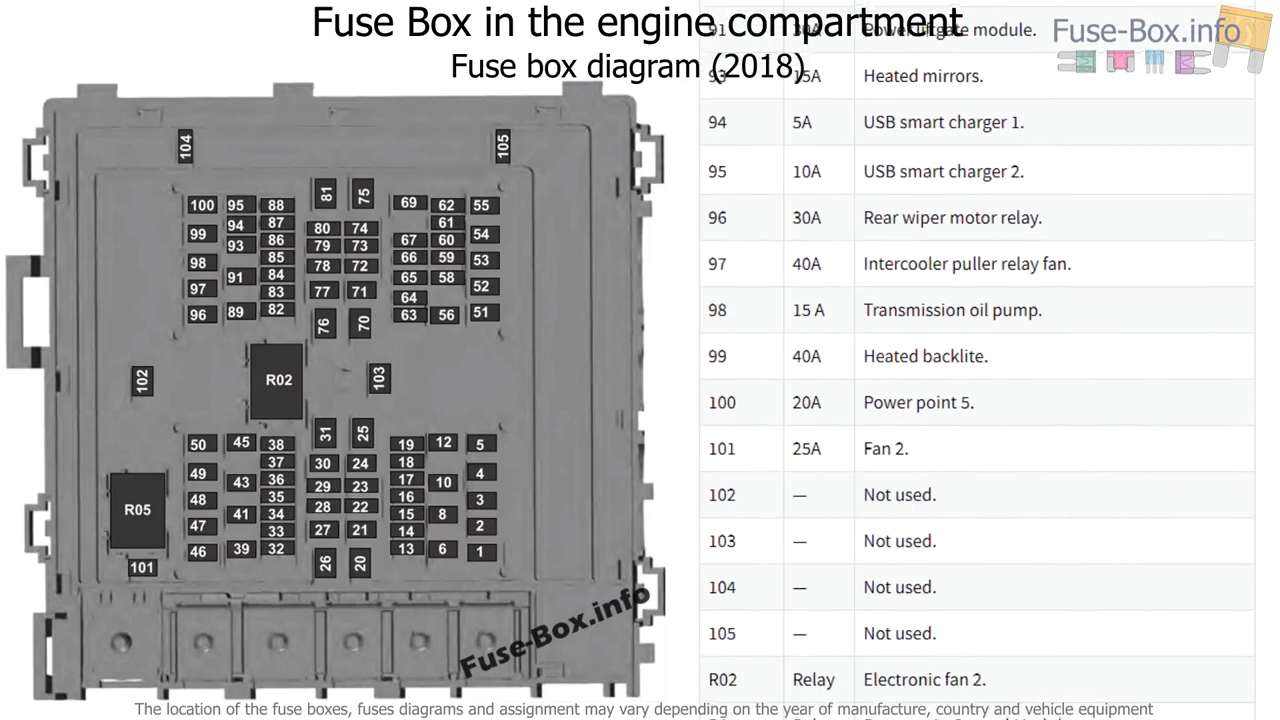 Fuse Box in the engine compartment
Fuse box diagram (2018)
Fuse-Box.info
91 30A Power liftgate module.
93 15A Heated mirrors.
94 5A USB smart charger 1.
95 10A USB smart charger 2.
96 30A Rear wiper motor relay.
97 40A Intercooler puller relay fan.
98 15 A Transmission oil pump.
99 40A Heated backlite.
100 20A Power point 5.
101 25A Fan 2.
102 — Not used.
103 — Not used.
104 — Not used.
105 — Not used.
R02 Relay Electronic fan 2.
104 105
81 75
100 95 88 69 62 55
94 87 80 74 61
99 93 86 79 73 67 60 54
98 85 78 72 66 59 53
91 84 65 58
97 83 77 71 64 52
96 89 82 76 70 63 56 51
102 R02 103
31 25
50 45 38 19 12 5
37 30 24 18
49 43 36 29 23 17 10 4
48 35 28 22 16 3
R05 41 34 15 8
47 33 27 21 14 2
46 39 32 26 20 13 6 1
101
Fuse-Box.info
The location of the fuse boxes, fuses diagrams and assignment may vary depending on the year of manufacture, country and vehicle equipment